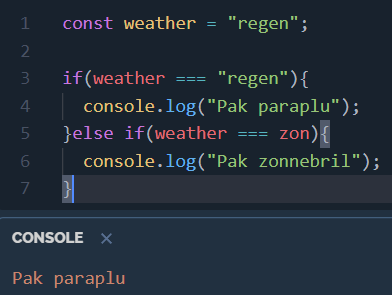 1 const weather = "regen";
2
3 if(weather === "regen"){
4 console.log("Pak paraplu");
5 }else if(weather === zon){
6 console.log("Pak zonnebril");
7 }
CONSOLE ×
Pak paraplu